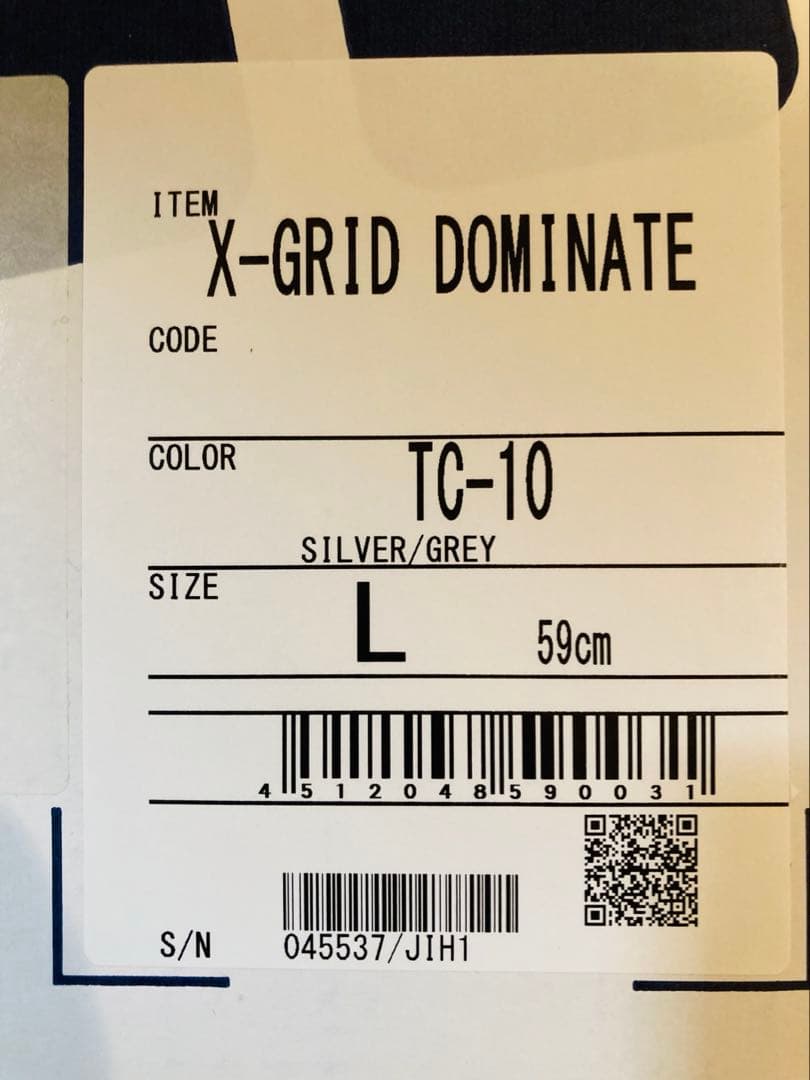 ITEM
X-GRID DOMINATE
CODE
COLOR
TC-10
SILVER/GREY
SIZE
L 59cm
4 512048 590031
S/N 045537/JIH1